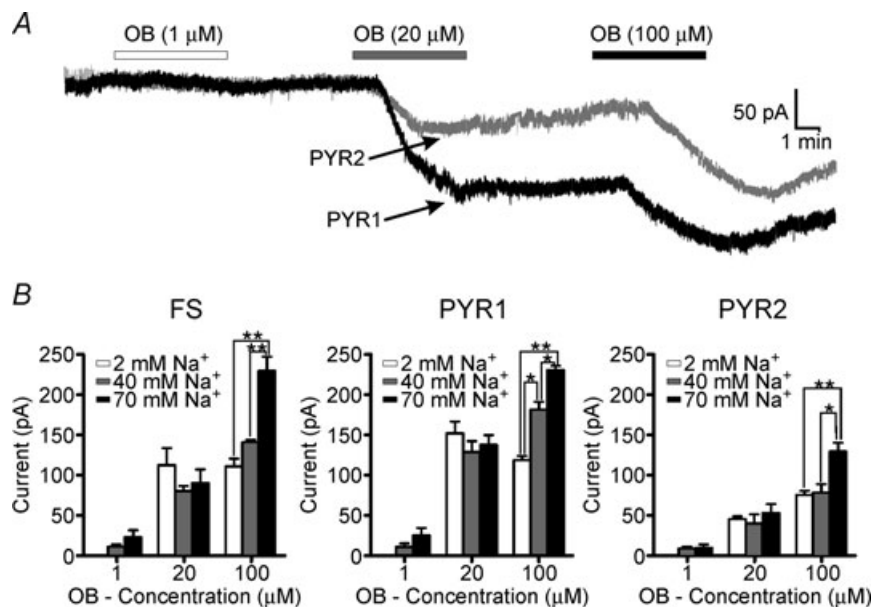 A
OB (1 μM) OB (20 μM) OB (100 μM)
50 pA
1 min
PYR2
PYR1
B
FS PYR1 PYR2
** ** ** * * ** *
250 2 mM Na+ 250 2 mM Na+ 250 2 mM Na+
200 40 mM Na+ 200 40 mM Na+ 200 40 mM Na+
70 mM Na+ 70 mM Na+ 70 mM Na+
150 150 150
100 100 100
50 50 50
0 0 0
Current (pA) Current (pA) Current (pA)
1 20 100 1 20 100 1 20 100
OB - Concentration (μM) OB - Concentration (μM) OB - Concentration (μM)